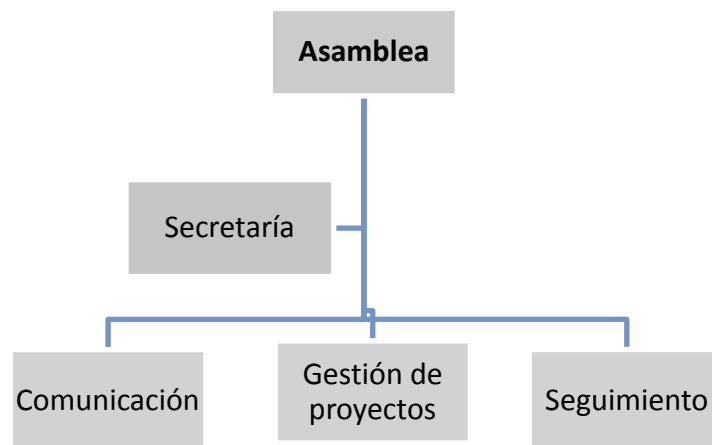 Asamblea
Secretaría
Comunicación
Gestión de
proyectos
Seguimiento